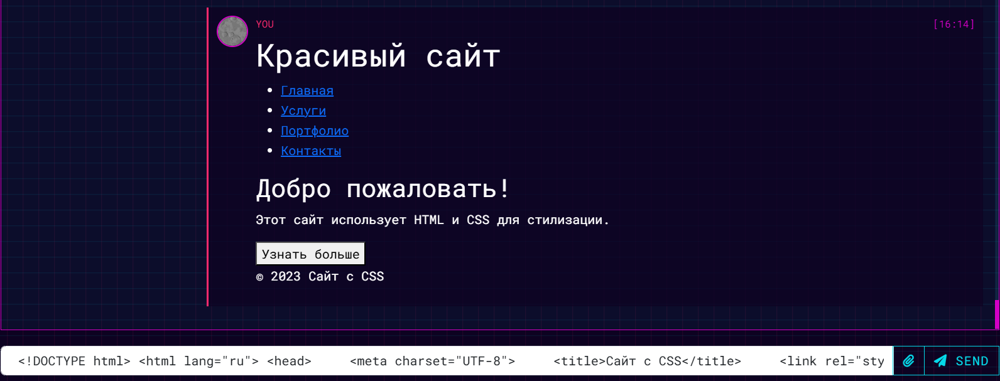 YOU
[16:14]
Красивый сайт
Главная
Услуги
Портфолио
Контакты
Добро пожаловать!
Этот сайт использует HTML и CSS для стилизации.
Узнать больше
© 2023 Сайт с CSS
<!DOCTYPE html> <html lang="ru"> <head> <meta charset="UTF-8"> <title>Сайт с CSS</title> <link rel="sty
SEND